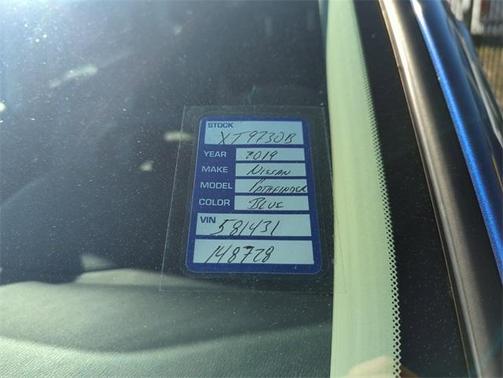 STOCK
XT9730B
YEAR 2019
MAKE NISSAN
MODEL PATHFINDER
COLOR BLUE
VIN
581431
148728